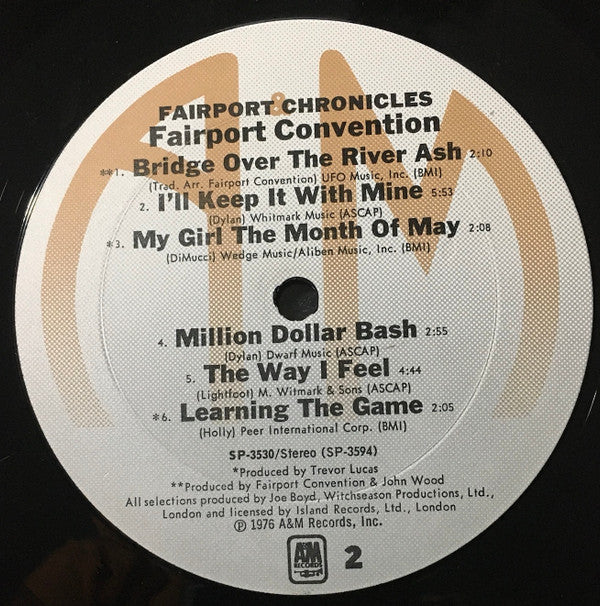 FAIRPORT CHRONICLES
Fairport Convention
**1. Bridge Over The River Ash 2:10
(Trad. Arr. Fairport Convention) UFO Music, Inc. (BMI)
2. I'll Keep It With Mine 5:53
(Dylan) Whitmark Music (ASCAP)
*3. My Girl The Month Of May 2:08
(DiMucci) Wedge Music/Aliben Music, Inc. (BMI)
4. Million Dollar Bash 2:55
(Dylan) Dwarf Music (ASCAP)
5. The Way I Feel 4:44
(Lightfoot) M. Witmark & Sons (ASCAP)
*6. Learning The Game 2:05
(Holly) Peer International Corp. (BMI)
SP-3530/Stereo (SP-3594)
*Produced by Trevor Lucas
**Produced by Fairport Convention & John Wood
All selections produced by Joe Boyd, Witchseason Productions, Ltd.,
London and licensed by Island Records, Ltd., London
℗ 1976 A&M Records, Inc.
A&M RECORDS 2
A&M